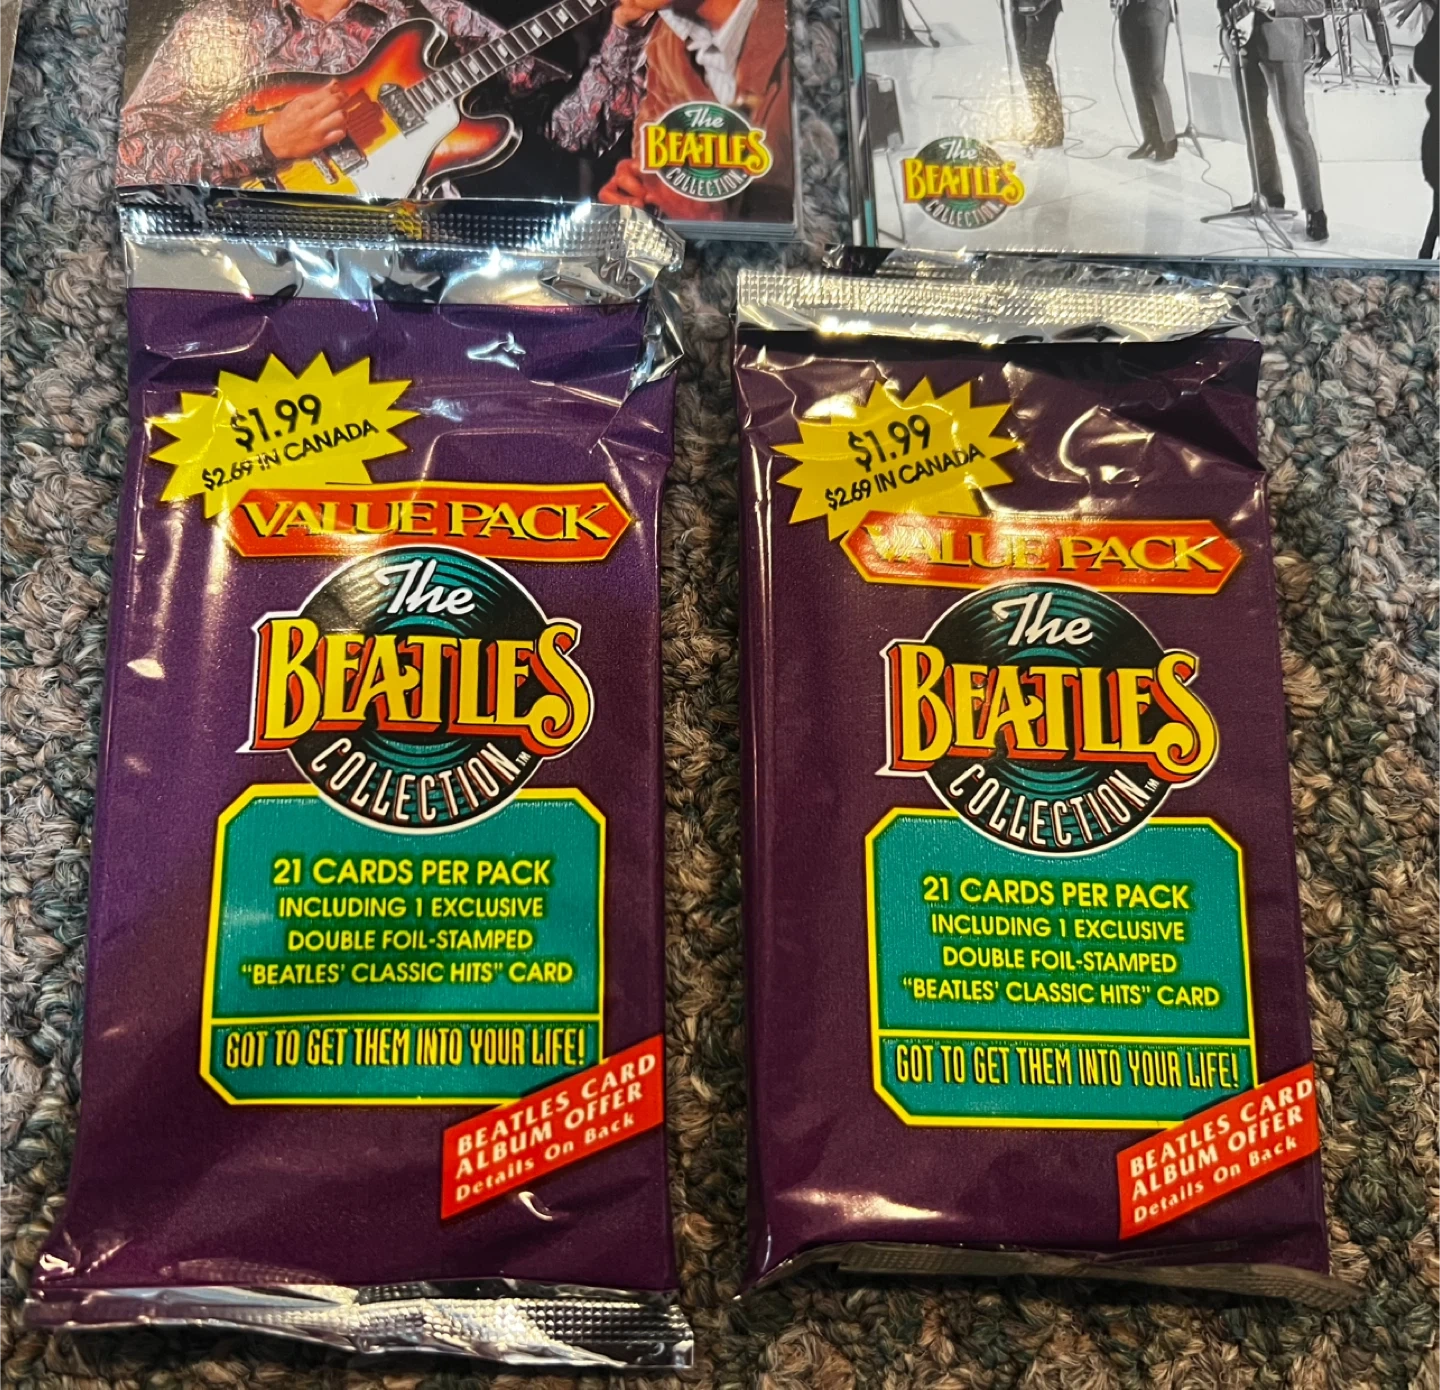 The
BEATLES
COLLECTION
The
BEATLES
COLLECTION
$1.99
$2.69 IN CANADA
VALUE PACK
The
BEATLES
COLLECTION™
21 CARDS PER PACK
INCLUDING 1 EXCLUSIVE
DOUBLE FOIL-STAMPED
"BEATLES' CLASSIC HITS" CARD
GOT TO GET THEM INTO YOUR LIFE!
BEATLES CARD
ALBUM OFFER
Details On Back
$1.99
$2.69 IN CANADA
VALUE PACK
The
BEATLES
COLLECTION™
21 CARDS PER PACK
INCLUDING 1 EXCLUSIVE
DOUBLE FOIL-STAMPED
"BEATLES' CLASSIC HITS" CARD
GOT TO GET THEM INTO YOUR LIFE!
BEATLES CARD
ALBUM OFFER
Details On Back